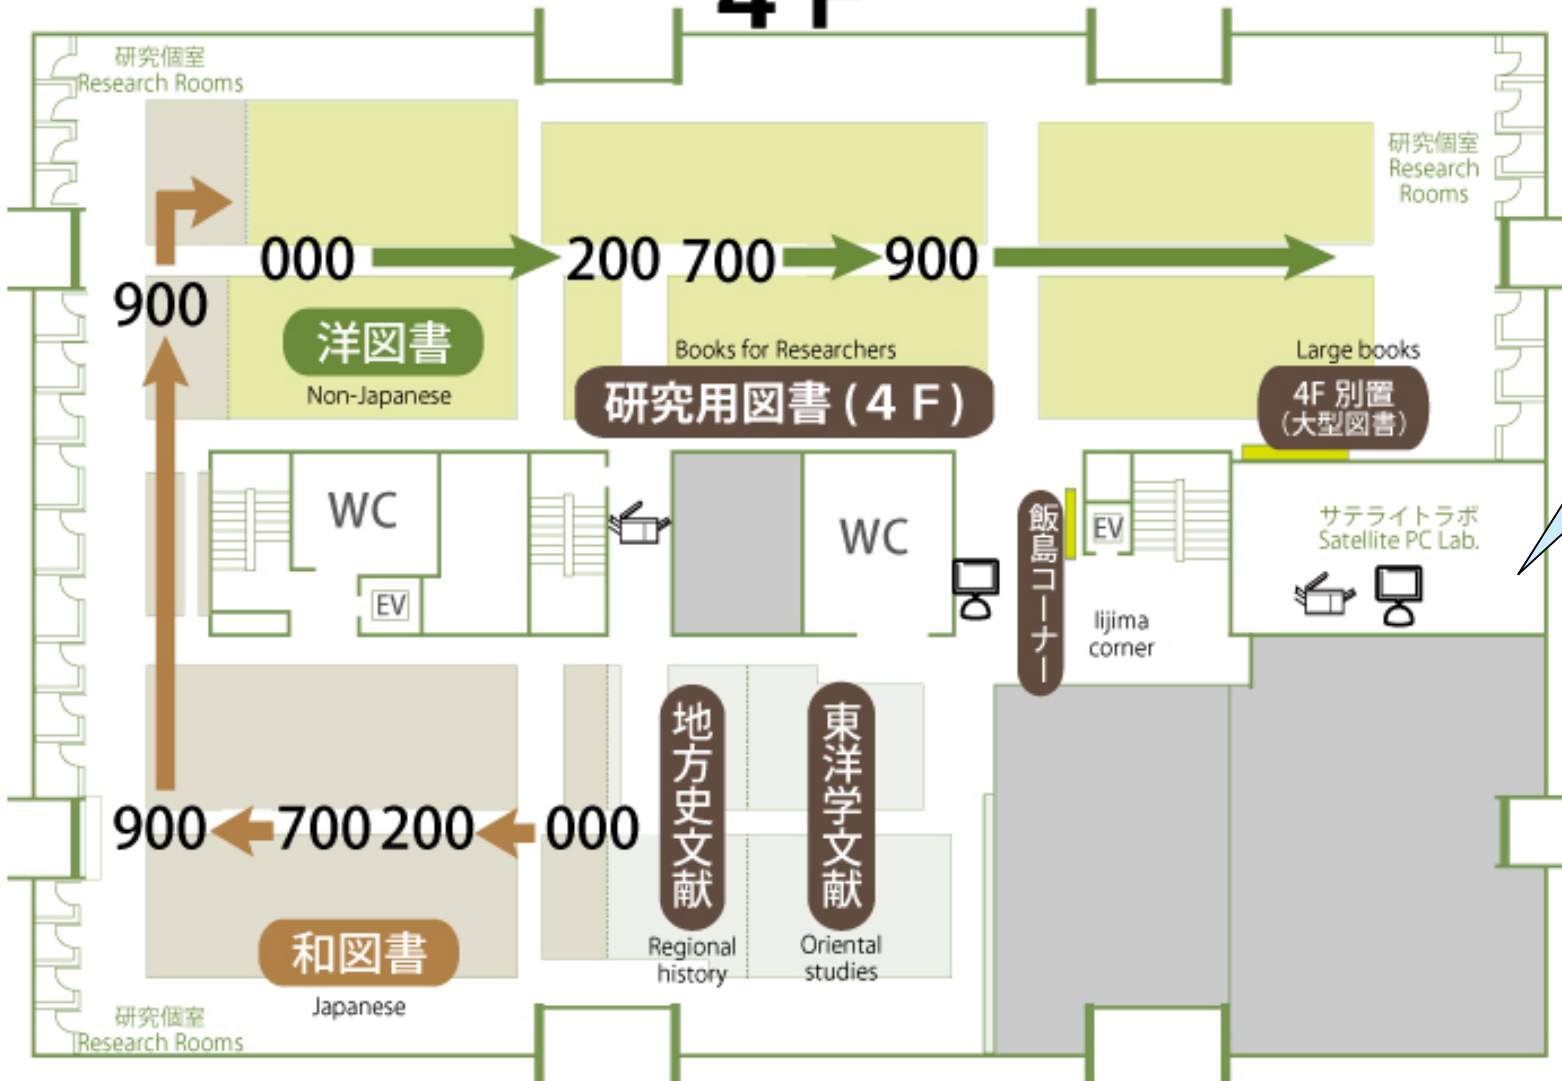 4F
研究個室
Research Rooms
研究個室
Research
Rooms
000
200
700
900
900
洋図書
Non-Japanese
Books for Researchers
研究用図書(4F)
Large books
4F 別置
(大型図書)
WC
EV
WC
飯島コーナー
Iijima
corner
EV
サテライトラボ
Satellite PC Lab.
900
700
200
000
地方史文献
Regional
history
東洋学文献
Oriental
studies
和図書
Japanese
研究個室
Research Rooms